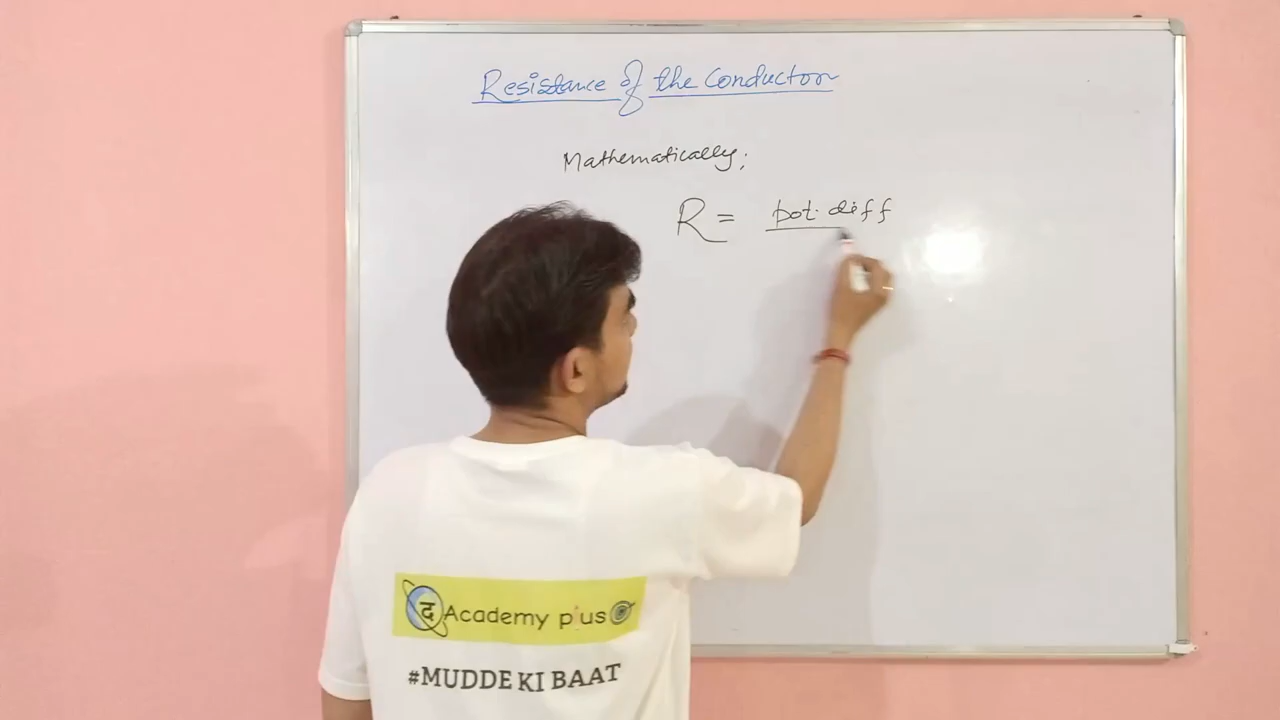 Resistance of the Conductor
Mathematically;
R = pot. diff
द Academy plus
#MUDDE KI BAAT